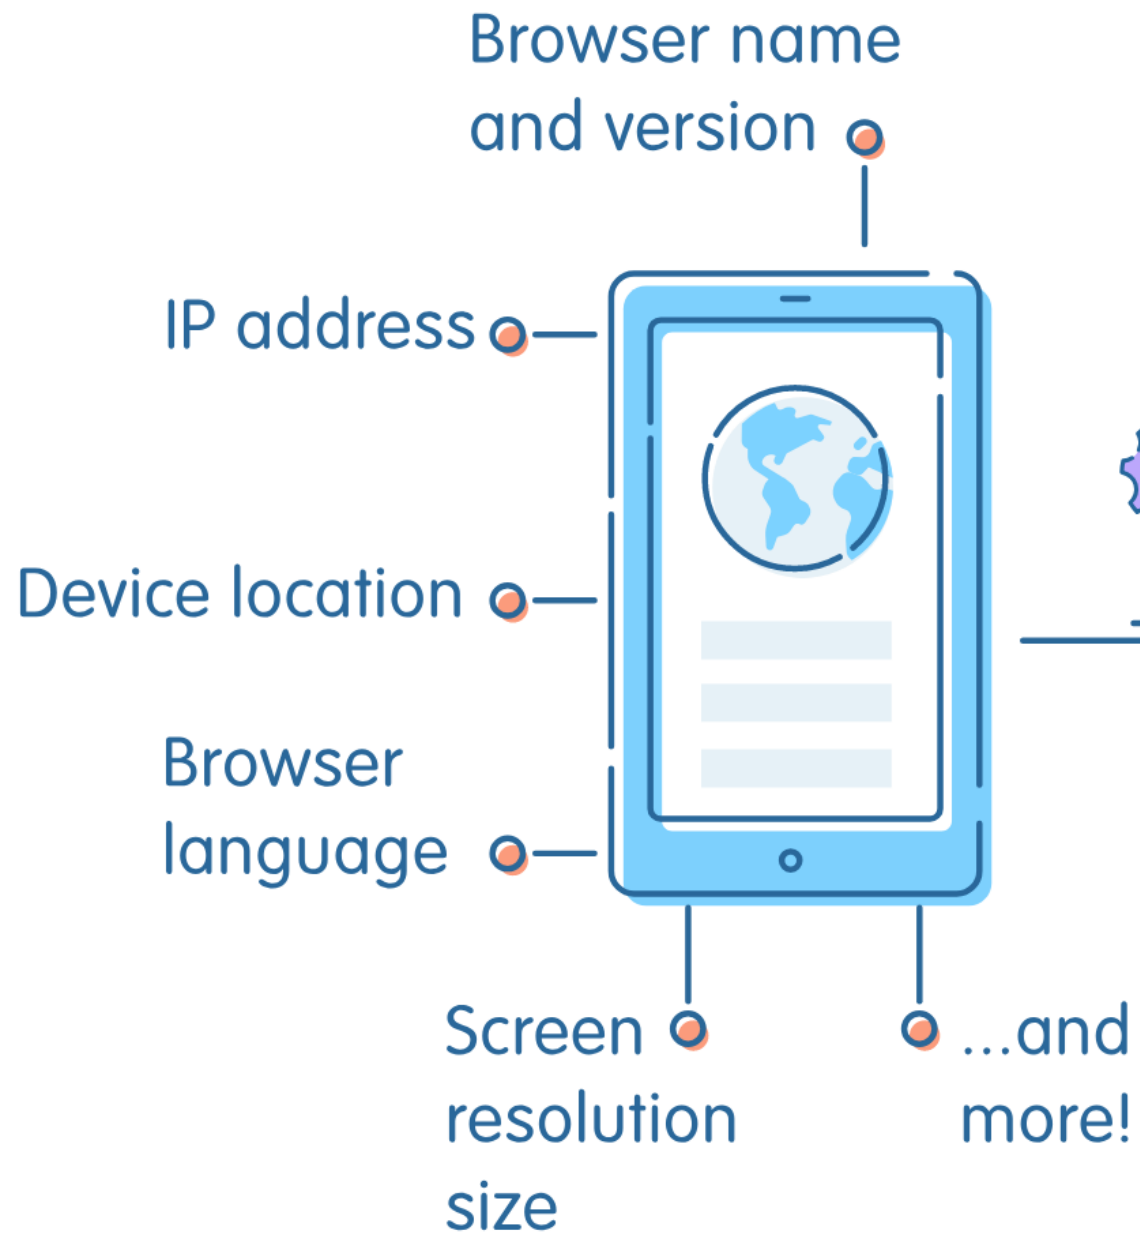 Browser name
and version
IP address
Device location
Browser
language
Screen
resolution
size
...and
more!